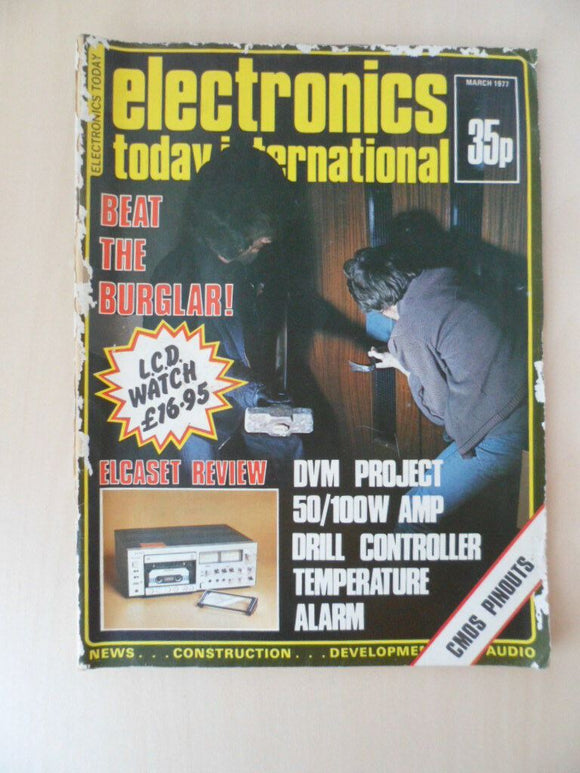 ELECTRONICS TODAY
electronics
today international
MARCH 1977
35p
BEAT
THE
BURGLAR!
L.C.D.
WATCH
£16.95
ELCASET REVIEW
DVM PROJECT
50/100W AMP
DRILL CONTROLLER
TEMPERATURE
ALARM
CMOS PINOUTS
NEWS . . . CONSTRUCTION . . . DEVELOPMEN AUDIO